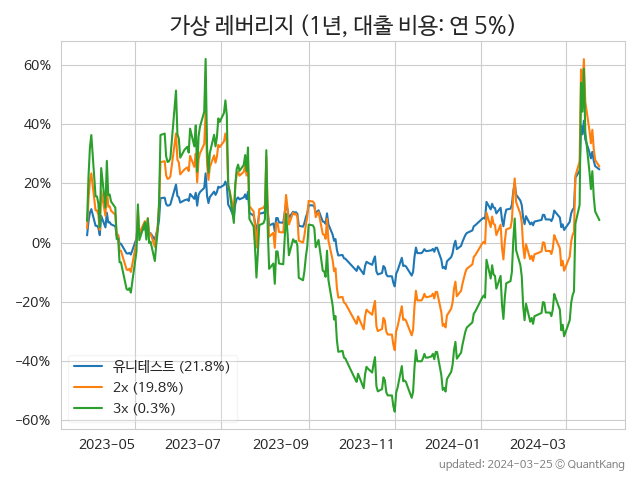 가상 레버리지 (1년, 대출 비용: 연 5%)
60%
40%
20%
0%
−20%
−40%
−60%
유니테스트 (21.8%)
2x (19.8%)
3x (0.3%)
2023-05 2023-07 2023-09 2023-11 2024-01 2024-03
updated: 2024-03-25 © QuantKang